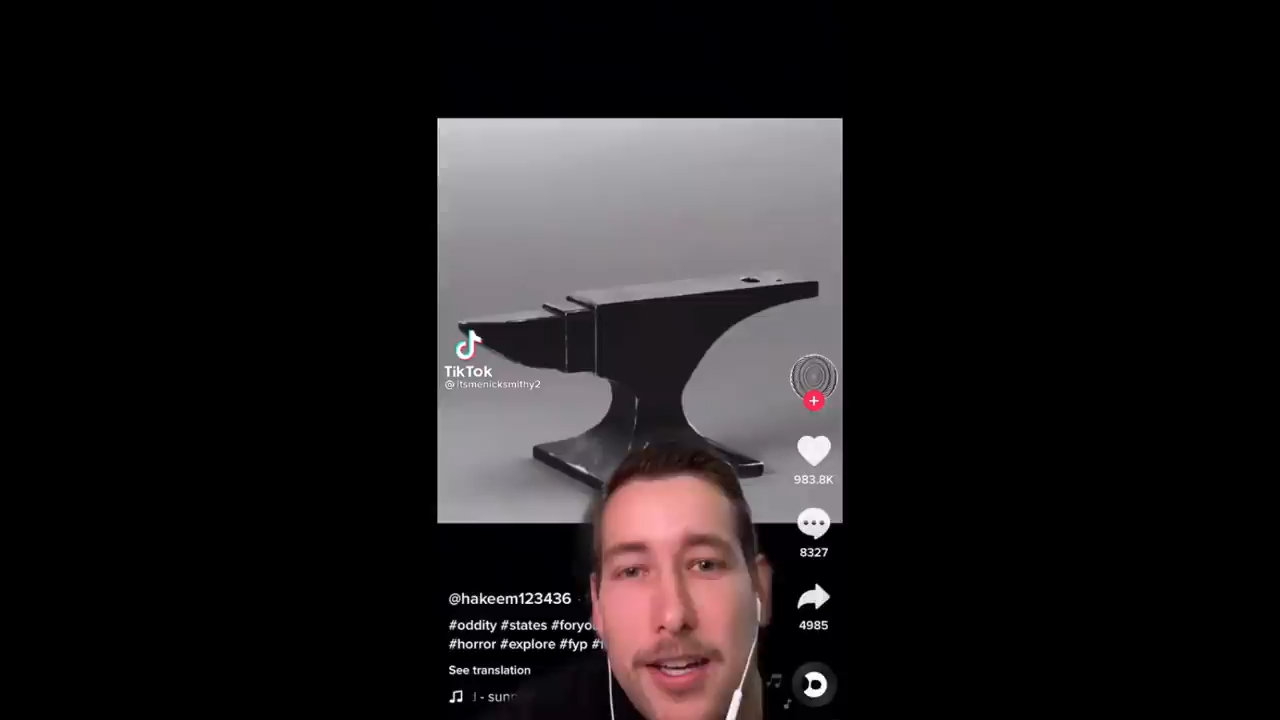 TikTok
@itsmenicksmithy2
983.8K
8327
4985
@hakeem123436
#oddity #states
#horror #explore #fyp
See translation